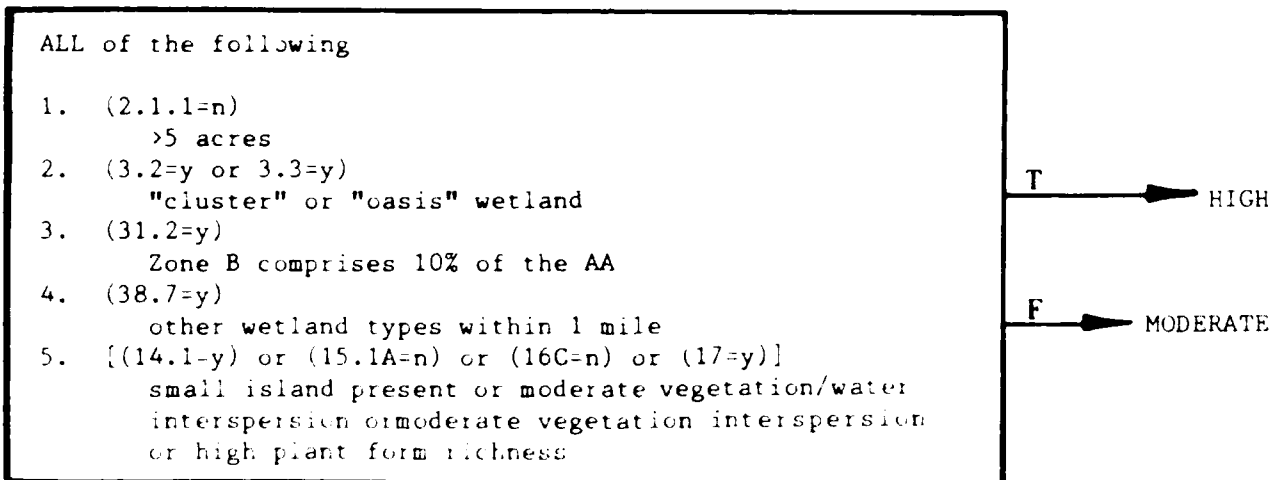 ALL of the following
1. (2.1.1=n)
>5 acres
2. (3.2=y or 3.3=y)
"cluster" or "oasis" wetland
3. (31.2=y)
Zone B comprises 10% of the AA
4. (38.7=y)
other wetland types within 1 mile
5. [(14.1-y) or (15.1A=n) or (16C=n) or (17=y)]
small island present or moderate vegetation/water
interspersion ormoderate vegetation interspersion
or high plant form richness
T
HIGH
F
MODERATE